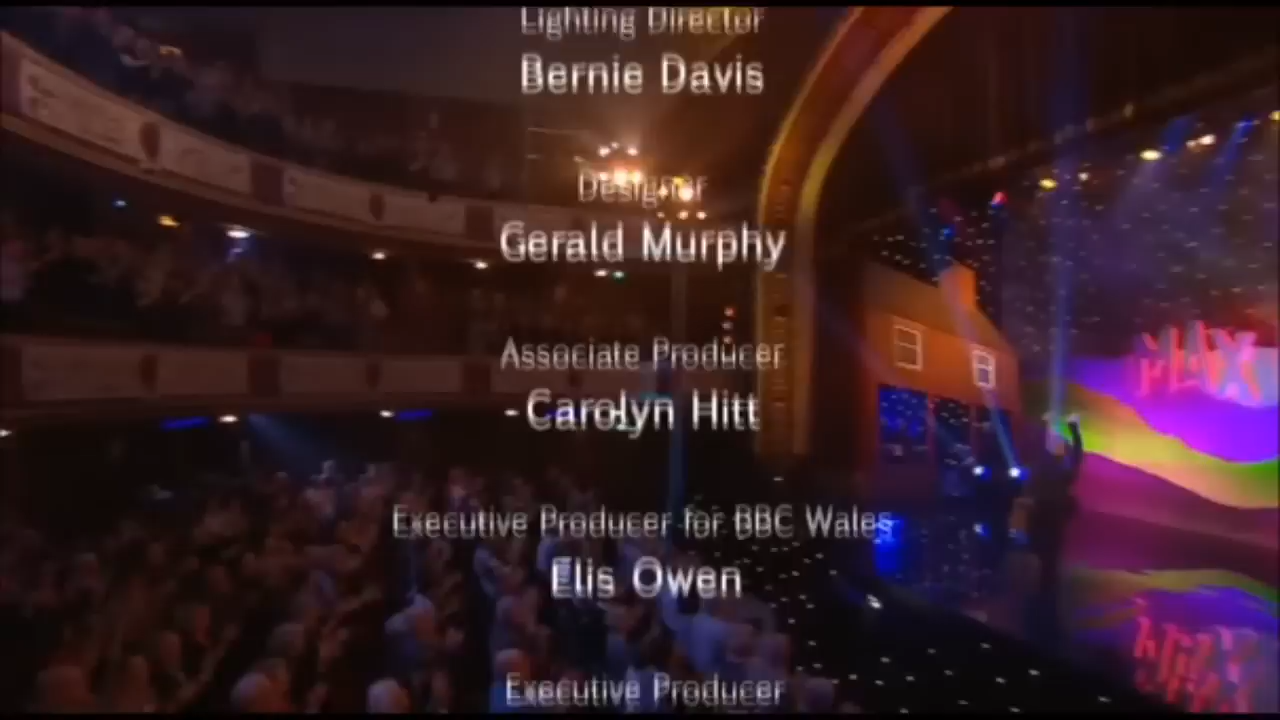 Lighting Director
Bernie Davis
Designer
Gerald Murphy
Associate Producer
Carolyn Hitt
Executive Producer for BBC Wales
Elis Owen
Executive Producer